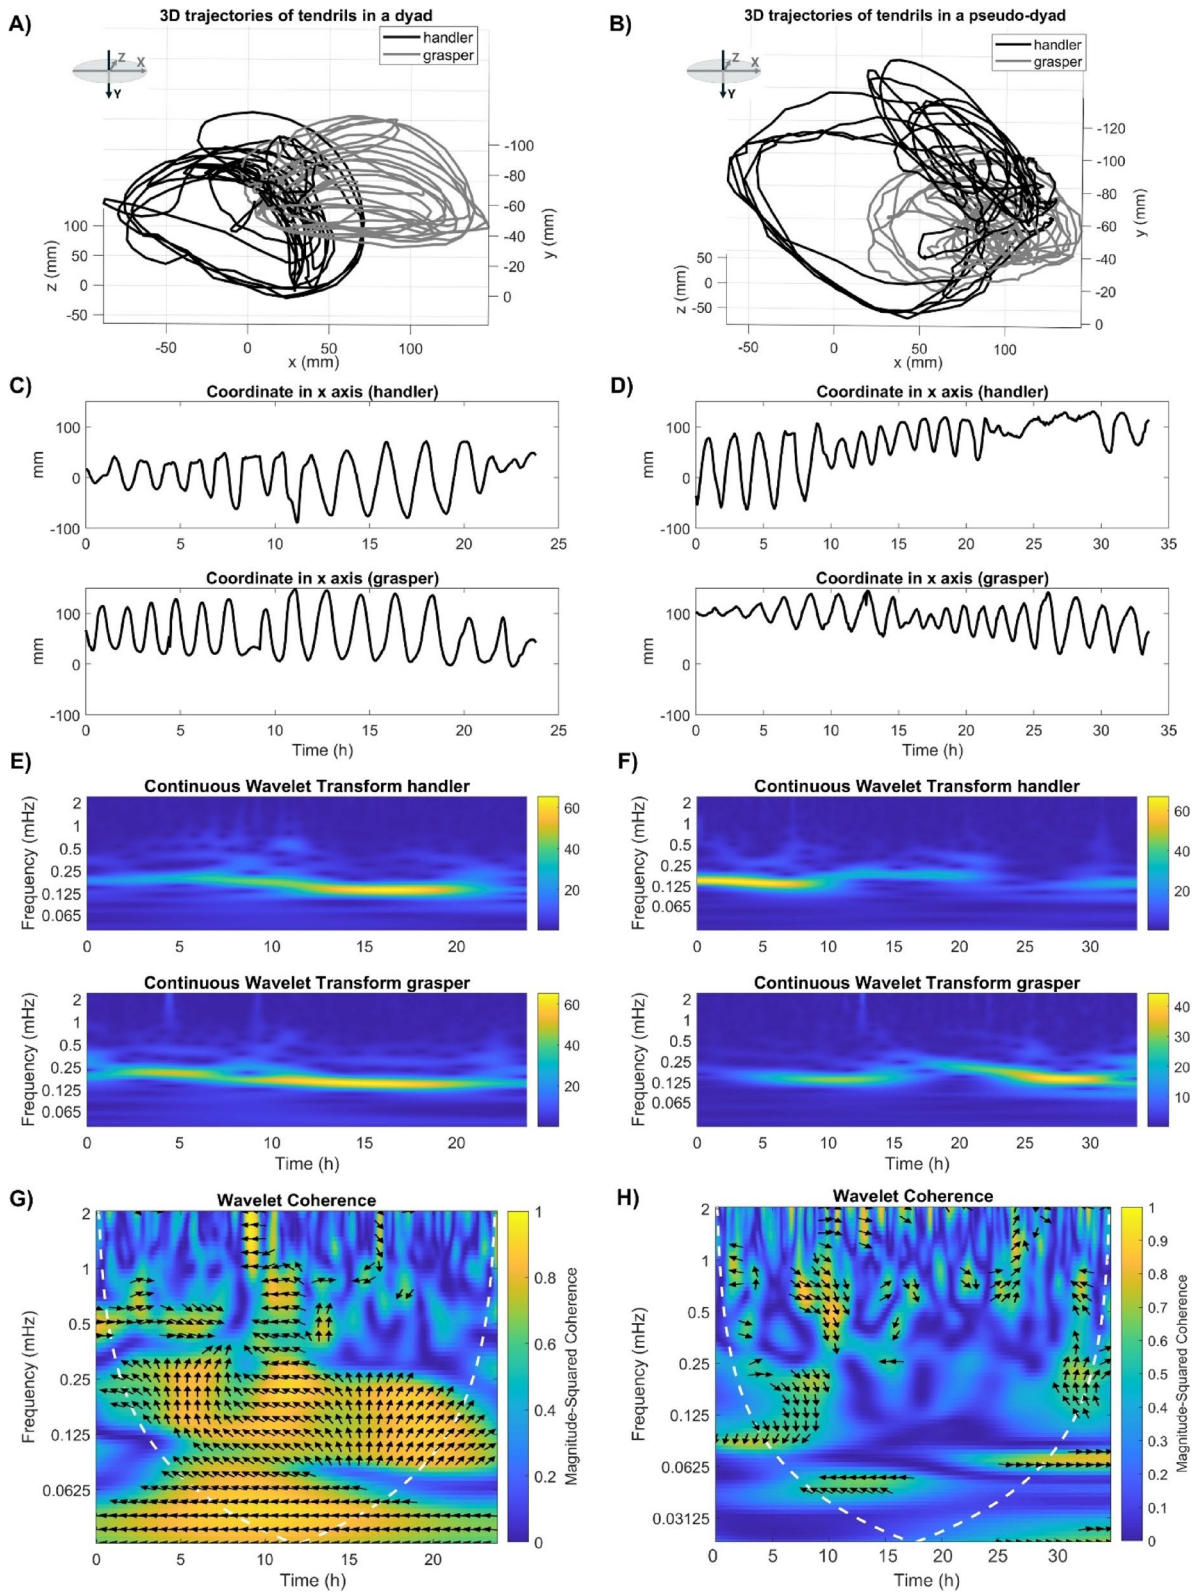 A)
3D trajectories of tendrils in a dyad
handler
grasper
Z
X
Y
-100
-80
-60
-40
-20
0
y (mm)
100
50
0
-50
z (mm)
-50
0
50
100
x (mm)
B)
3D trajectories of tendrils in a pseudo-dyad
handler
grasper
Z
X
Y
-120
-100
-80
-60
-40
-20
0
y (mm)
50
0
-50
z (mm)
-50
0
50
100
x (mm)
C)
Coordinate in x axis (handler)
100
0
-100
mm
0 5 10 15 20 25
Coordinate in x axis (grasper)
100
0
-100
mm
0 5 10 15 20 25
Time (h)
D)
Coordinate in x axis (handler)
100
0
-100
mm
0 5 10 15 20 25 30 35
Coordinate in x axis (grasper)
100
0
-100
mm
0 5 10 15 20 25 30 35
Time (h)
E)
Continuous Wavelet Transform handler
Frequency (mHz)
2
1
0.5
0.25
0.125
0.065
0 5 10 15 20
60
40
20
Continuous Wavelet Transform grasper
Frequency (mHz)
2
1
0.5
0.25
0.125
0.065
0 5 10 15 20
Time (h)
60
40
20
F)
Continuous Wavelet Transform handler
Frequency (mHz)
2
1
0.5
0.25
0.125
0.065
0 5 10 15 20 25 30
60
40
20
Continuous Wavelet Transform grasper
Frequency (mHz)
2
1
0.5
0.25
0.125
0.065
0 5 10 15 20 25 30
Time (h)
40
30
20
10
G)
Wavelet Coherence
Frequency (mHz)
2
1
0.5
0.25
0.125
0.0625
0 5 10 15 20
Time (h)
1
0.8
0.6
0.4
0.2
0
Magnitude-Squared Coherence
H)
Wavelet Coherence
Frequency (mHz)
2
1
0.5
0.25
0.125
0.0625
0.03125
0 5 10 15 20 25 30
Time (h)
1
0.9
0.8
0.7
0.6
0.5
0.4
0.3
0.2
0.1
0
Magnitude-Squared Coherence